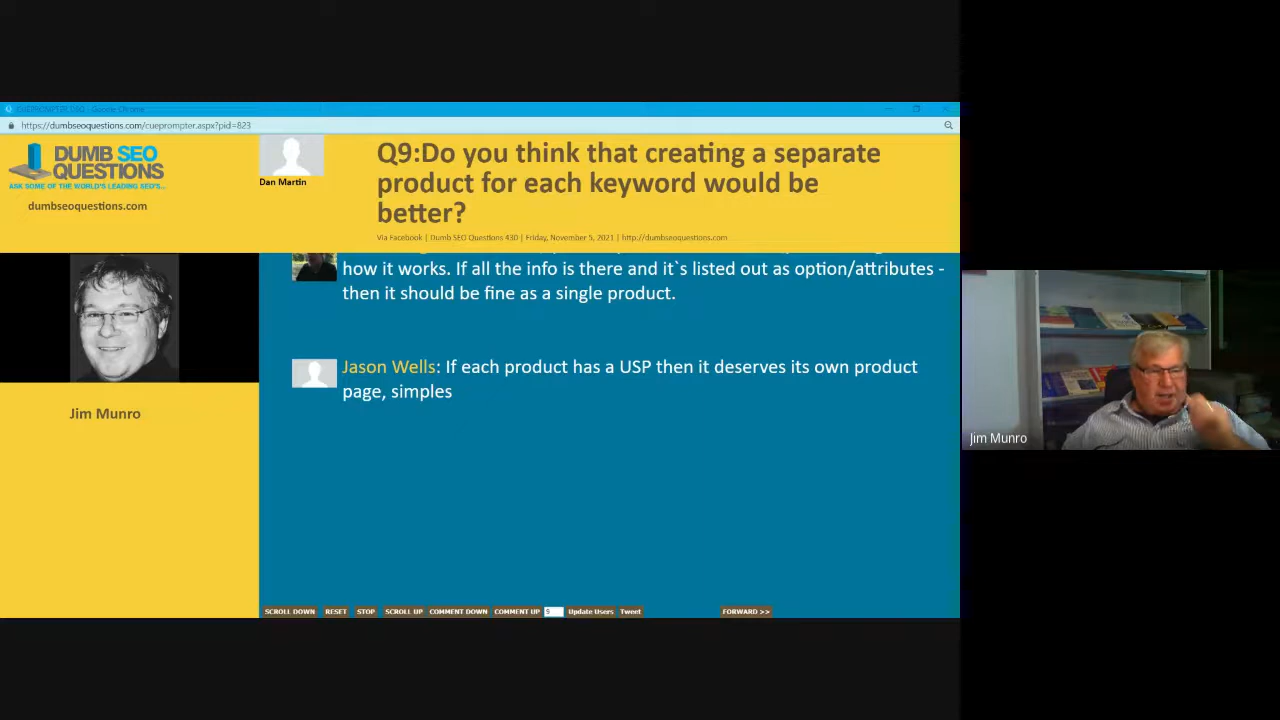 https://dumbseoquestions.com/cueprompter.aspx?pid=823
DUMB SEO
QUESTIONS
ASK SOME OF THE WORLD'S LEADING SEO'S...
dumbseoquestions.com
Dan Martin
Q9:Do you think that creating a separate
product for each keyword would be
better?
Via Facebook | Dumb SEO Questions 430 | Friday, November 5, 2021 | http://dumbseoquestions.com
how it works. If all the info is there and it`s listed out as option/attributes -
then it should be fine as a single product.
Jason Wells: If each product has a USP then it deserves its own product
page, simples
Jim Munro
Jim Munro
SCROLL DOWN RESET STOP SCROLL UP COMMENT DOWN COMMENT UP 9 Update Users Tweet FORWARD >>